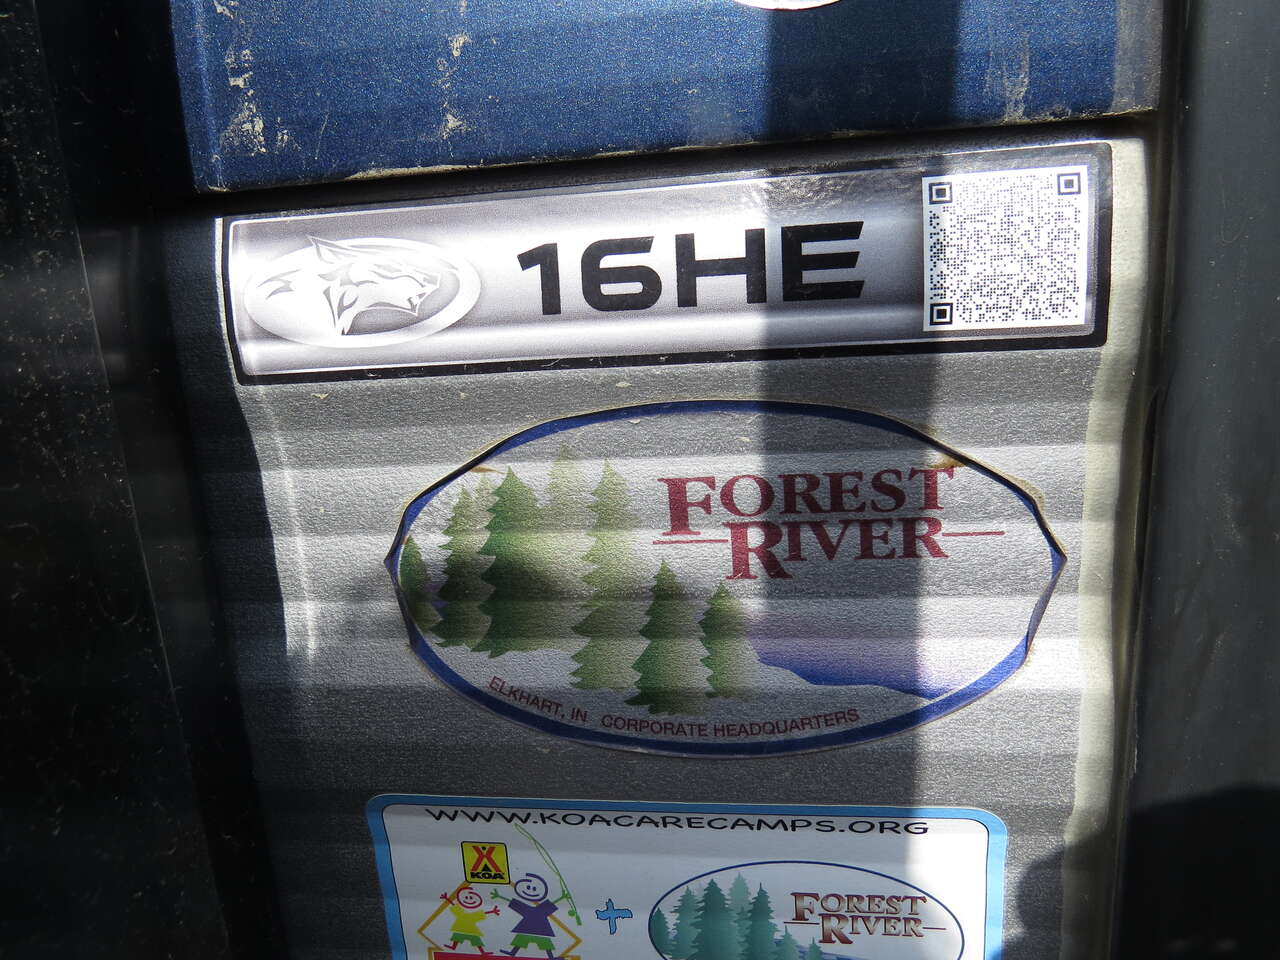 16HE
FOREST
RIVER
ELKHART, IN CORPORATE HEADQUARTERS
WWW.KOACARECAMPS.ORG
KOA
FOREST
RIVER